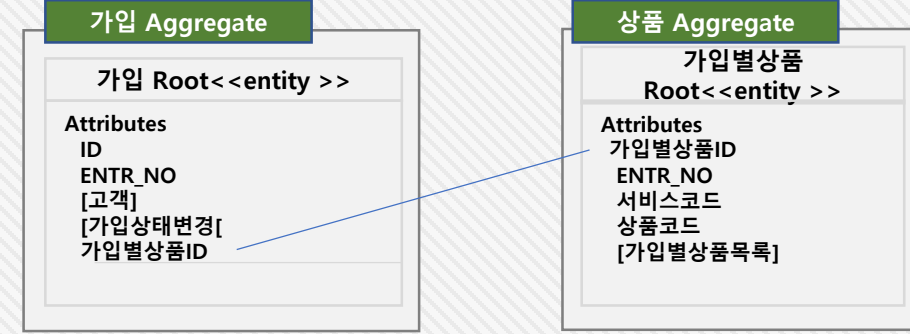 가입 Aggregate
가입 Root<<entity >>
Attributes
ID
ENTR_NO
[고객]
[가입상태변경[
가입별상품ID
상품 Aggregate
가입별상품
Root<<entity >>
Attributes
가입별상품ID
ENTR_NO
서비스코드
상품코드
[가입별상품목록]